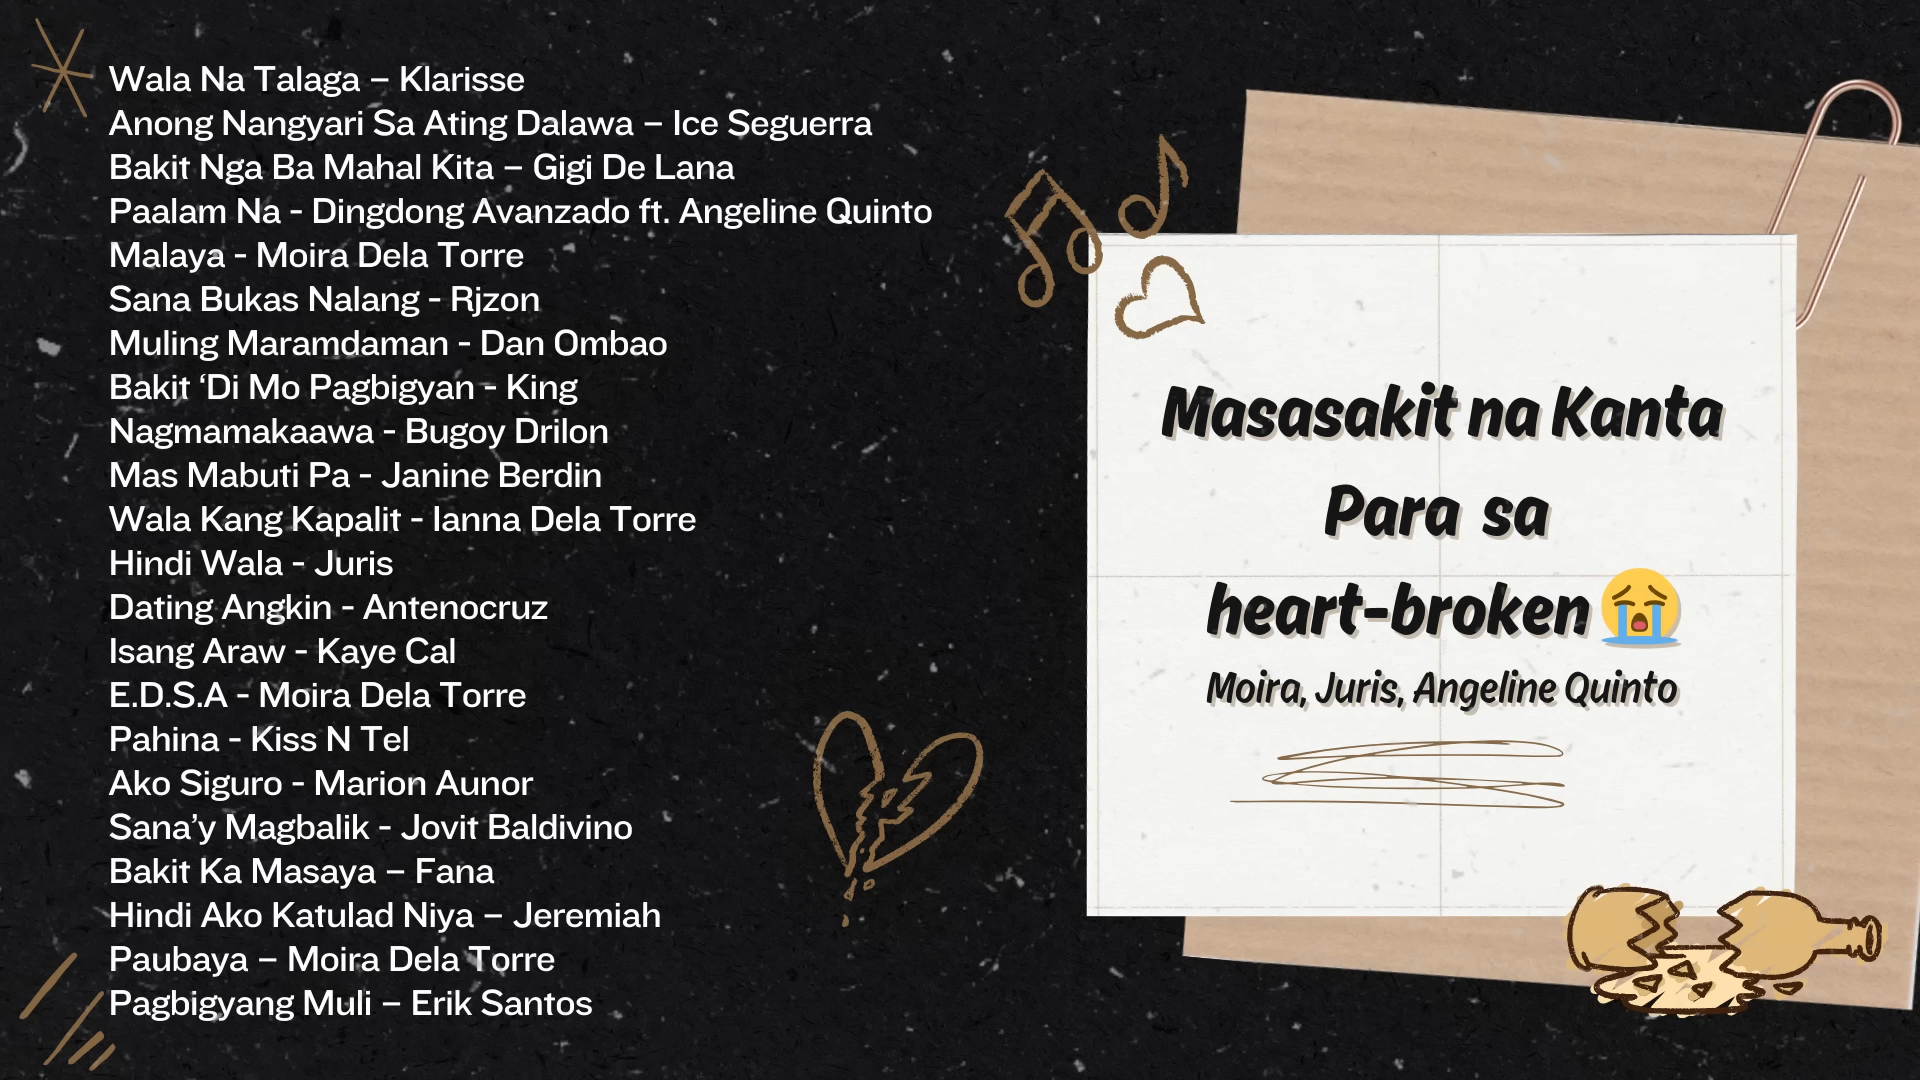 Wala Na Talaga – Klarisse
Anong Nangyari Sa Ating Dalawa – Ice Seguerra
Bakit Nga Ba Mahal Kita – Gigi De Lana
Paalam Na - Dingdong Avanzado ft. Angeline Quinto
Malaya - Moira Dela Torre
Sana Bukas Nalang - Rjzon
Muling Maramdaman - Dan Ombao
Bakit ‘Di Mo Pagbigyan - King
Nagmamakaawa - Bugoy Drilon
Mas Mabuti Pa - Janine Berdin
Wala Kang Kapalit - Ianna Dela Torre
Hindi Wala - Juris
Dating Angkin - Antenocruz
Isang Araw - Kaye Cal
E.D.S.A - Moira Dela Torre
Pahina - Kiss N Tel
Ako Siguro - Marion Aunor
Sana’y Magbalik - Jovit Baldivino
Bakit Ka Masaya – Fana
Hindi Ako Katulad Niya – Jeremiah
Paubaya – Moira Dela Torre
Pagbigyang Muli – Erik Santos
Masasakit na Kanta
Para sa
heart-broken 😭
Moira, Juris, Angeline Quinto